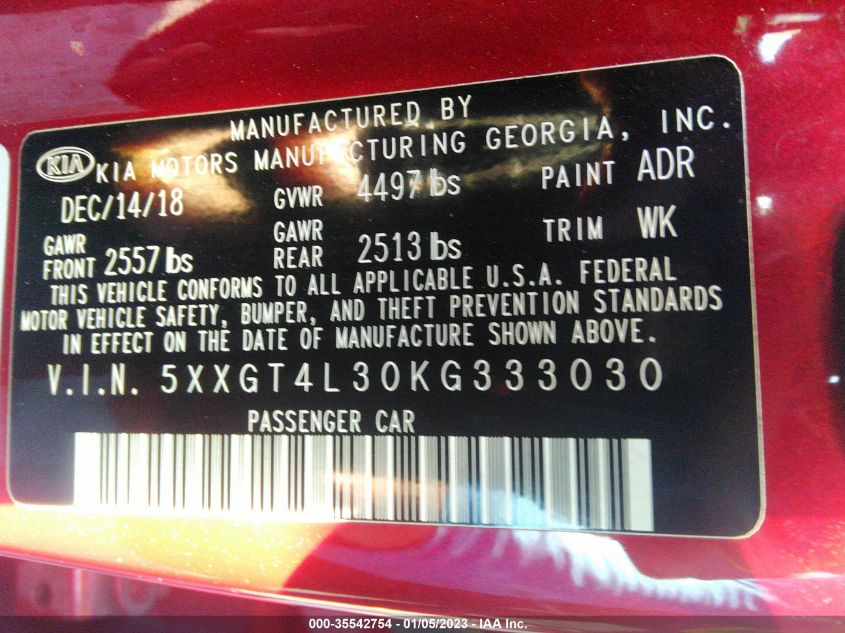 MANUFACTURED BY
KIA KIA MOTORS MANUFACTURING GEORGIA, INC.
DEC/14/18 GVWR 4497 lbs PAINT ADR
GAWR FRONT 2557 lbs GAWR REAR 2513 lbs TRIM WK
THIS VEHICLE CONFORMS TO ALL APPLICABLE U.S.A. FEDERAL
MOTOR VEHICLE SAFETY, BUMPER, AND THEFT PREVENTION STANDARDS
IN EFFECT ON THE DATE OF MANUFACTURE SHOWN ABOVE.
V.I.N. 5XXGT4L30KG333030
PASSENGER CAR
000-35542754 - 01/05/2023 - IAA Inc.